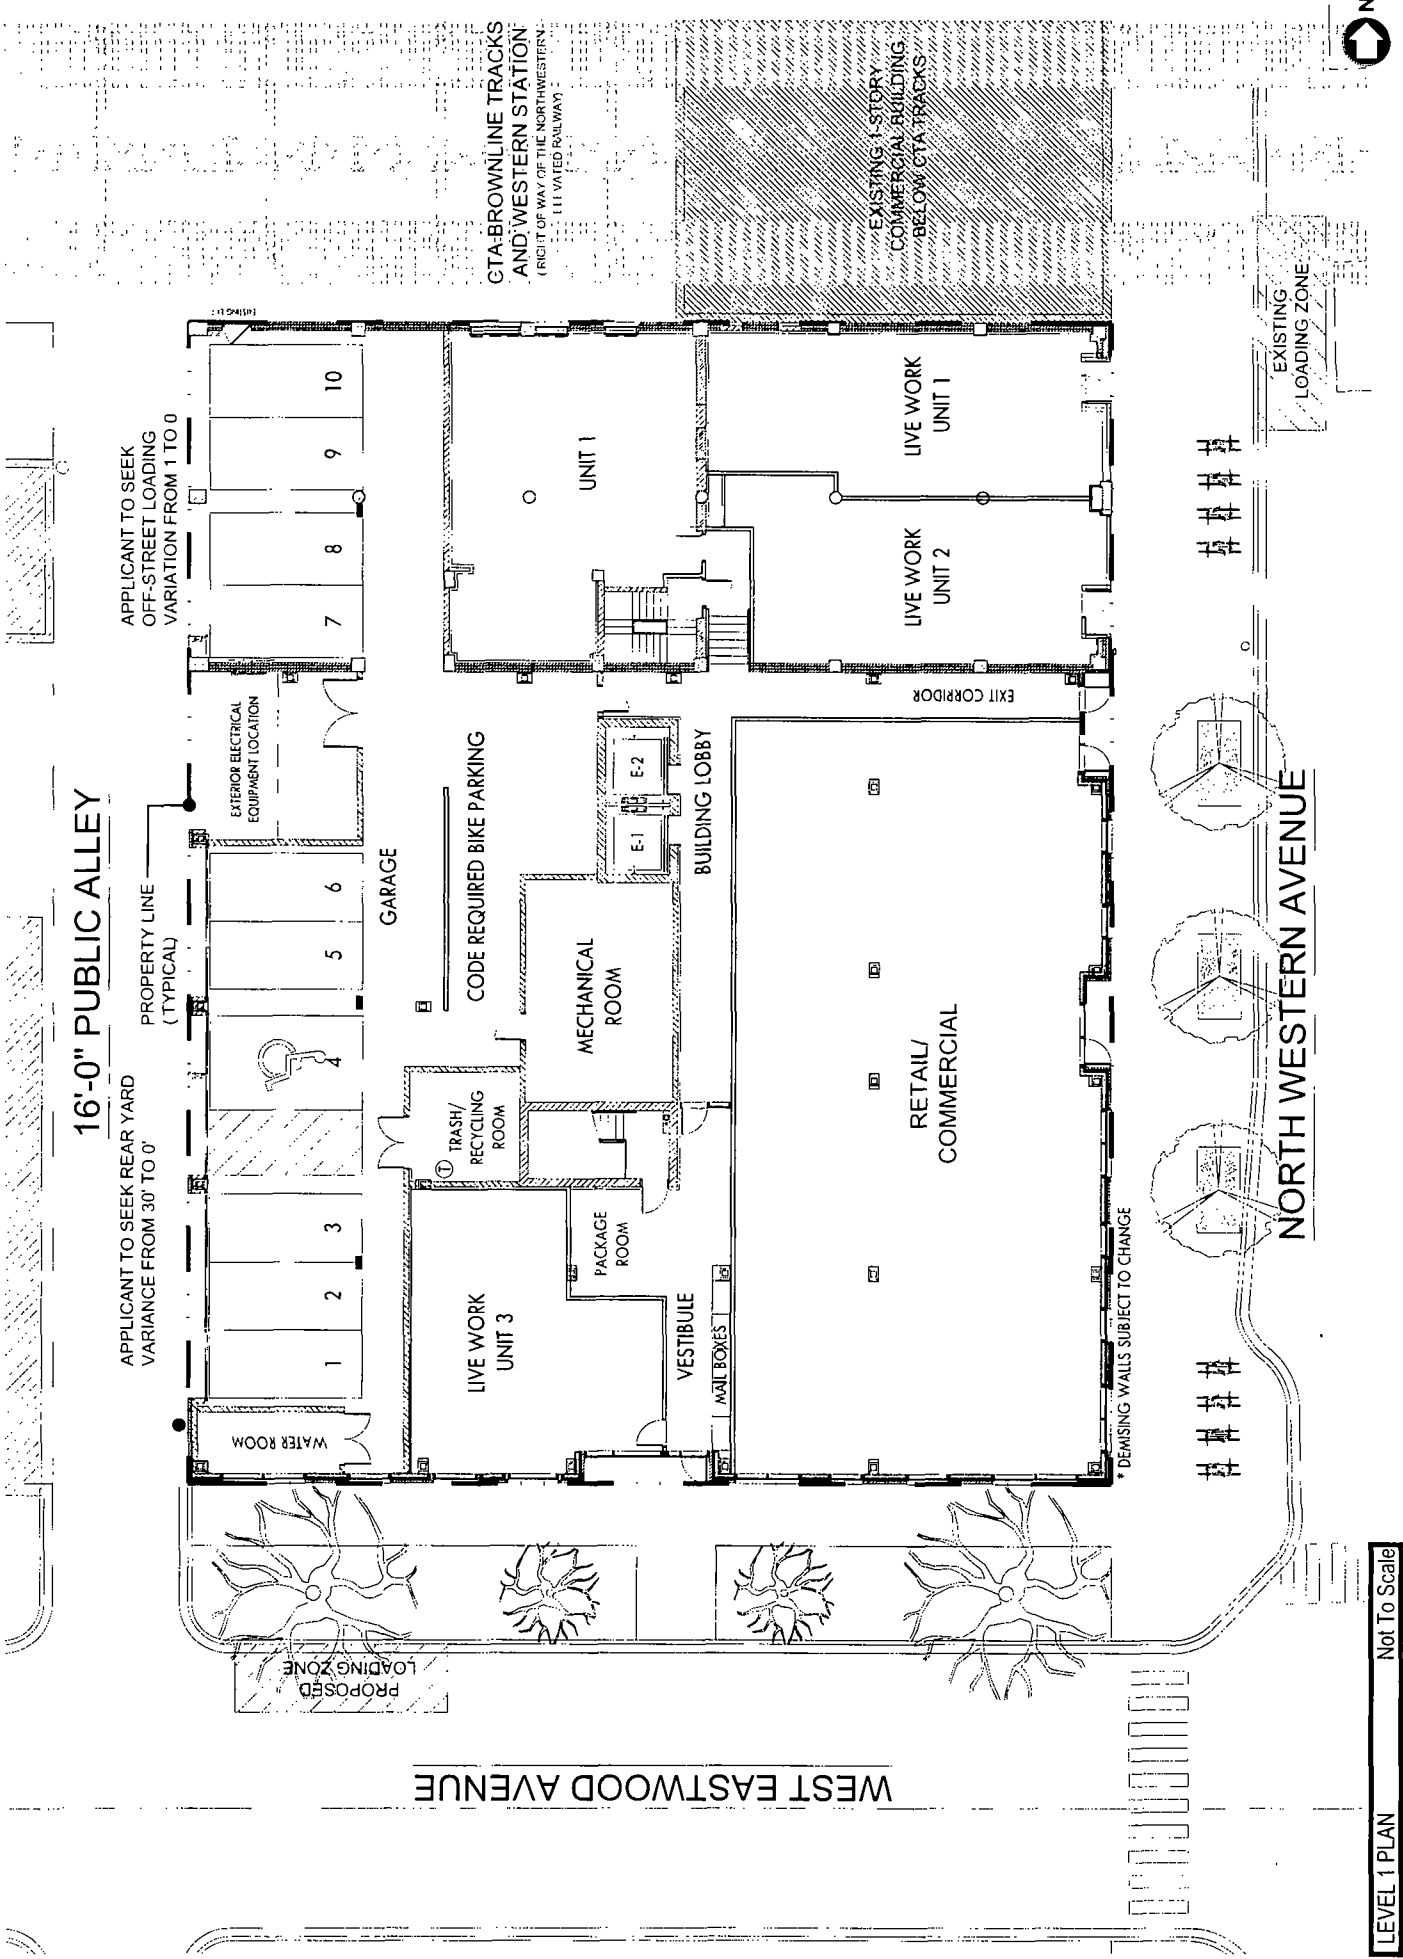 16'-0" PUBLIC ALLEY
APPLICANT TO SEEK REAR YARD
VARIANCE FROM 30' TO 0'
PROPERTY LINE
(TYPICAL)
APPLICANT TO SEEK
OFF-STREET LOADING
VARIATION FROM 1 TO 0
WATER ROOM
1
2
3
4
5
6
EXTERIOR ELECTRICAL
EQUIPMENT LOCATION
7
8
9
10
GARAGE
CODE REQUIRED BIKE PARKING
T
TRASH/
RECYCLING
ROOM
MECHANICAL
ROOM
E-1
E-2
BUILDING LOBBY
LIVE WORK
UNIT 3
PACKAGE
ROOM
VESTIBULE
MAIL BOXES
UNIT 1
LIVE WORK
UNIT 1
LIVE WORK
UNIT 2
EXIT CORRIDOR
RETAIL/
COMMERCIAL
* DEMISING WALLS SUBJECT TO CHANGE
CTA-BROWNLINE TRACKS
AND WESTERN STATION
(RIGHT OF WAY OF THE NORTHWESTERN
ELEVATED RAILWAY)
EXISTING 1-STORY
COMMERCIAL BUILDING
BELOW CTA TRACKS
EXISTING
LOADING ZONE
NORTH WESTERN AVENUE
PROPOSED
LOADING ZONE
WEST EASTWOOD AVENUE
N
LEVEL 1 PLAN
Not To Scale